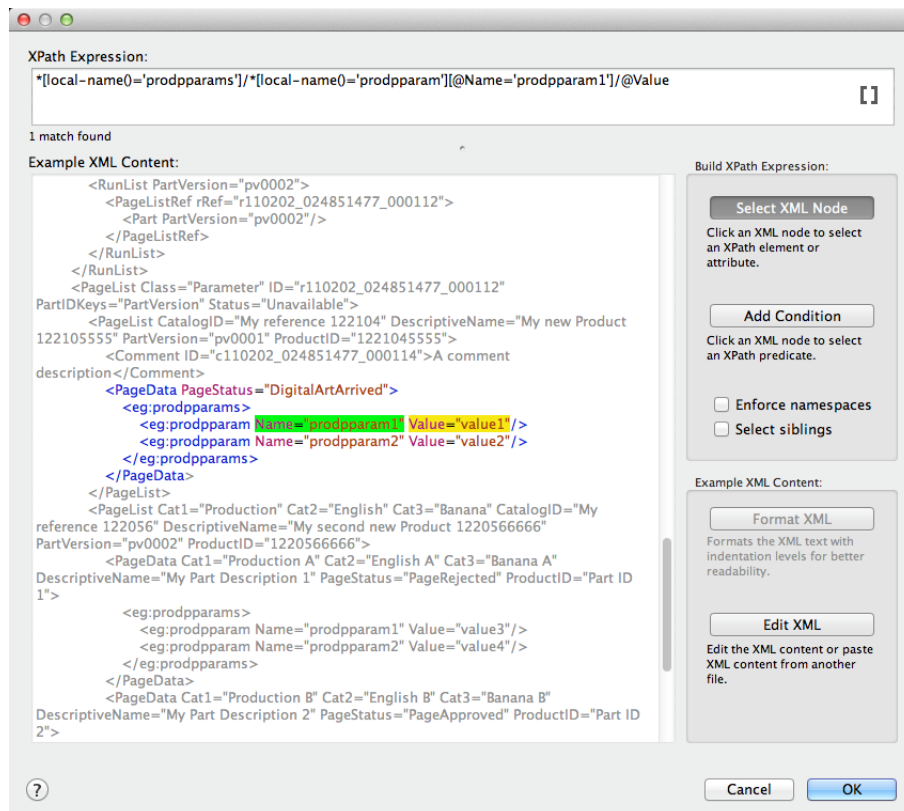 XPath Expression:
*[local-name()='prodpparams']/*[local-name()='prodpparam'][@Name='prodpparam1']/@Value
[]
1 match found
Example XML Content:
<RunList PartVersion="pv0002">
<PageListRef rRef="r110202_024851477_000112">
<Part PartVersion="pv0002"/>
</PageListRef>
</RunList>
</RunList>
<PageList Class="Parameter" ID="r110202_024851477_000112"
PartIDKeys="PartVersion" Status="Unavailable">
<PageList CatalogID="My reference 122104" DescriptiveName="My new Product
122105555" PartVersion="pv0001" ProductID="1221045555">
<Comment ID="c110202_024851477_000114">A comment
description</Comment>
<PageData PageStatus="DigitalArtArrived">
<eg:prodpparams>
<eg:prodpparam Name="prodpparam1" Value="value1"/>
<eg:prodpparam Name="prodpparam2" Value="value2"/>
</eg:prodpparams>
</PageData>
</PageList>
<PageList Cat1="Production" Cat2="English" Cat3="Banana" CatalogID="My
reference 122056" DescriptiveName="My second new Product 1220566666"
PartVersion="pv0002" ProductID="1220566666">
<PageData Cat1="Production A" Cat2="English A" Cat3="Banana A"
DescriptiveName="My Part Description 1" PageStatus="PageRejected" ProductID="Part ID
1">
<eg:prodpparams>
<eg:prodpparam Name="prodpparam1" Value="value3"/>
<eg:prodpparam Name="prodpparam2" Value="value4"/>
</eg:prodpparams>
</PageData>
<PageData Cat1="Production B" Cat2="English B" Cat3="Banana B"
DescriptiveName="My Part Description 2" PageStatus="PageApproved" ProductID="Part ID
2">
Build XPath Expression:
Select XML Node
Click an XML node to select
an XPath element or
attribute.
Add Condition
Click an XML node to select
an XPath predicate.
Enforce namespaces
Select siblings
Example XML Content:
Format XML
Formats the XML text with
indentation levels for better
readability.
Edit XML
Edit the XML content or paste
XML content from another
file.
?
Cancel
OK